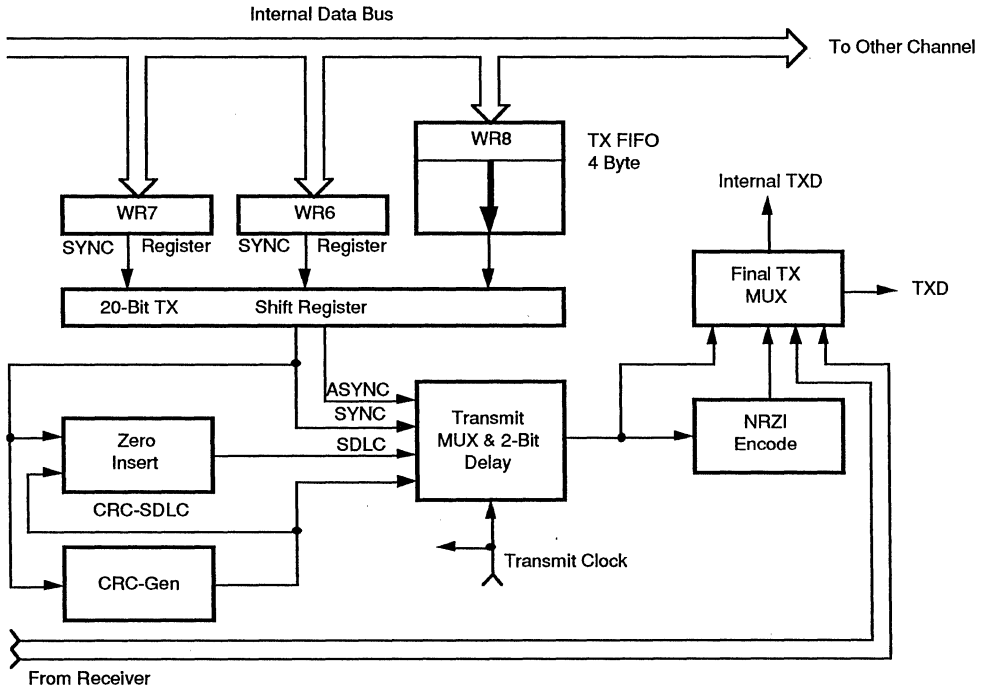 Internal Data Bus
To Other Channel
WR8
TX FIFO
4 Byte
Internal TXD
WR7
WR6
SYNC Register
SYNC Register
Final TX
MUX
TXD
20-Bit TX Shift Register
ASYNC
SYNC
SDLC
Transmit
MUX & 2-Bit
Delay
NRZI
Encode
Zero
Insert
CRC-SDLC
CRC-Gen
Transmit Clock
From Receiver